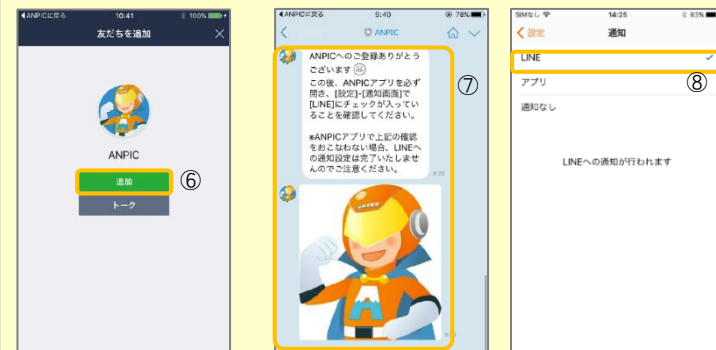 ANPICに戻る 10:41 100%
友だちを追加 ×
ANPIC
追加
⑥
トーク
ANPICに戻る 9:40 78%
ANPIC
ANPICへのご登録ありがとう
ございます
この後、ANPICアプリを必ず
開き、[設定]-[通知画面]で
[LINE]にチェックが入ってい
ることを確認してください。
※ANPICアプリで上記の確認
をおこなわない場合、LINEへ
の通知設定は完了いたしませ
んのでご注意ください。
⑦
SIMなし 14:25 83%
設定 通知
LINE
⑧
アプリ
通知なし
LINEへの通知が行われます